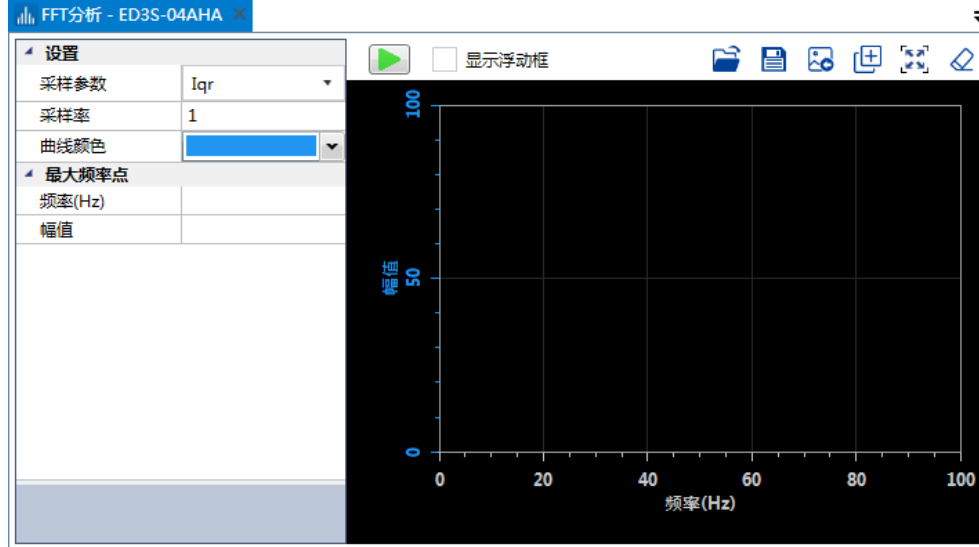 FFT分析 - ED3S-04AHA
设置
显示浮动框
采样参数 Iqr
采样率 1
曲线颜色
最大频率点
频率(Hz)
幅值
100
50
0
幅值
0 20 40 60 80 100
频率(Hz)